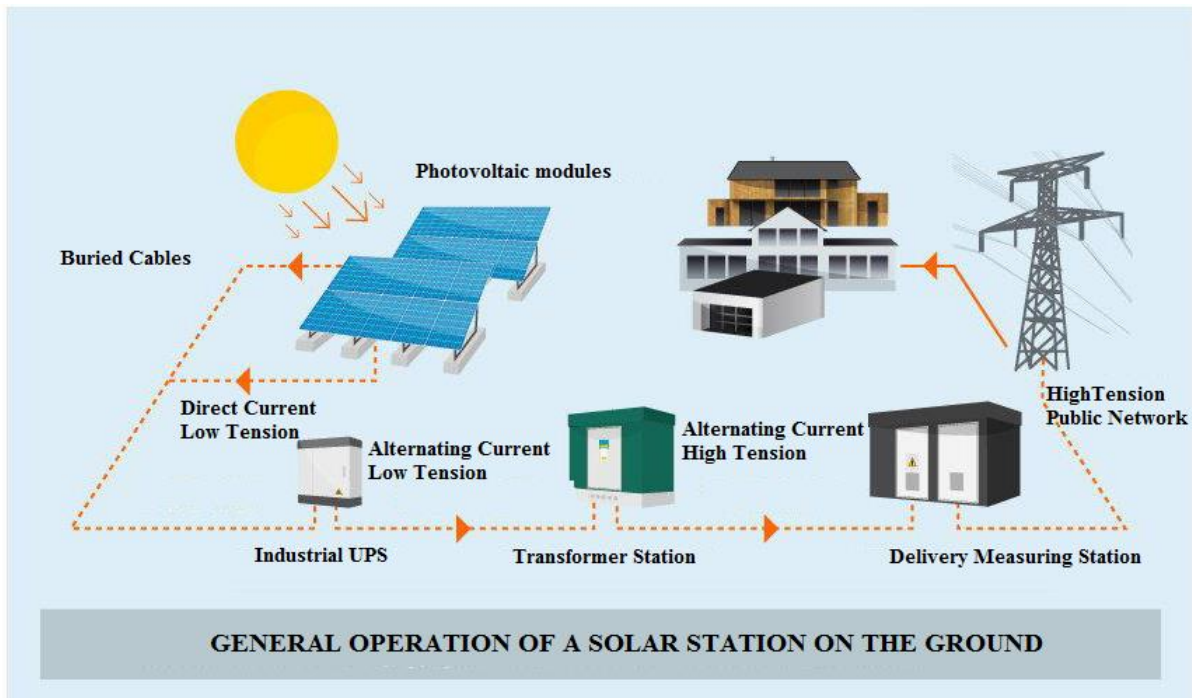 Photovoltaic modules
Buried Cables
Direct Current
Low Tension
Alternating Current
Low Tension
Alternating Current
High Tension
HighTension
Public Network
Industrial UPS
Transformer Station
Delivery Measuring Station
GENERAL OPERATION OF A SOLAR STATION ON THE GROUND